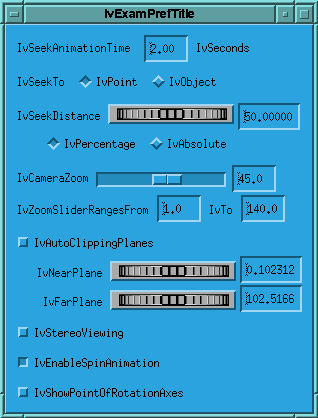 IvExamPrefTitle
IvSeekAnimationTime 2.00 IvSeconds
IvSeekTo IvPoint IvObject
IvSeekDistance 50.00000
IvPercentage IvAbsolute
IvCameraZoom 45.0
IvZoomSliderRangesFrom 1.0 IvTo 140.0
IvAutoClippingPlanes
IvNearPlane 0.102312
IvFarPlane 102.5166
IvStereoViewing
IvEnableSpinAnimation
IvShowPointOfRotationAxes